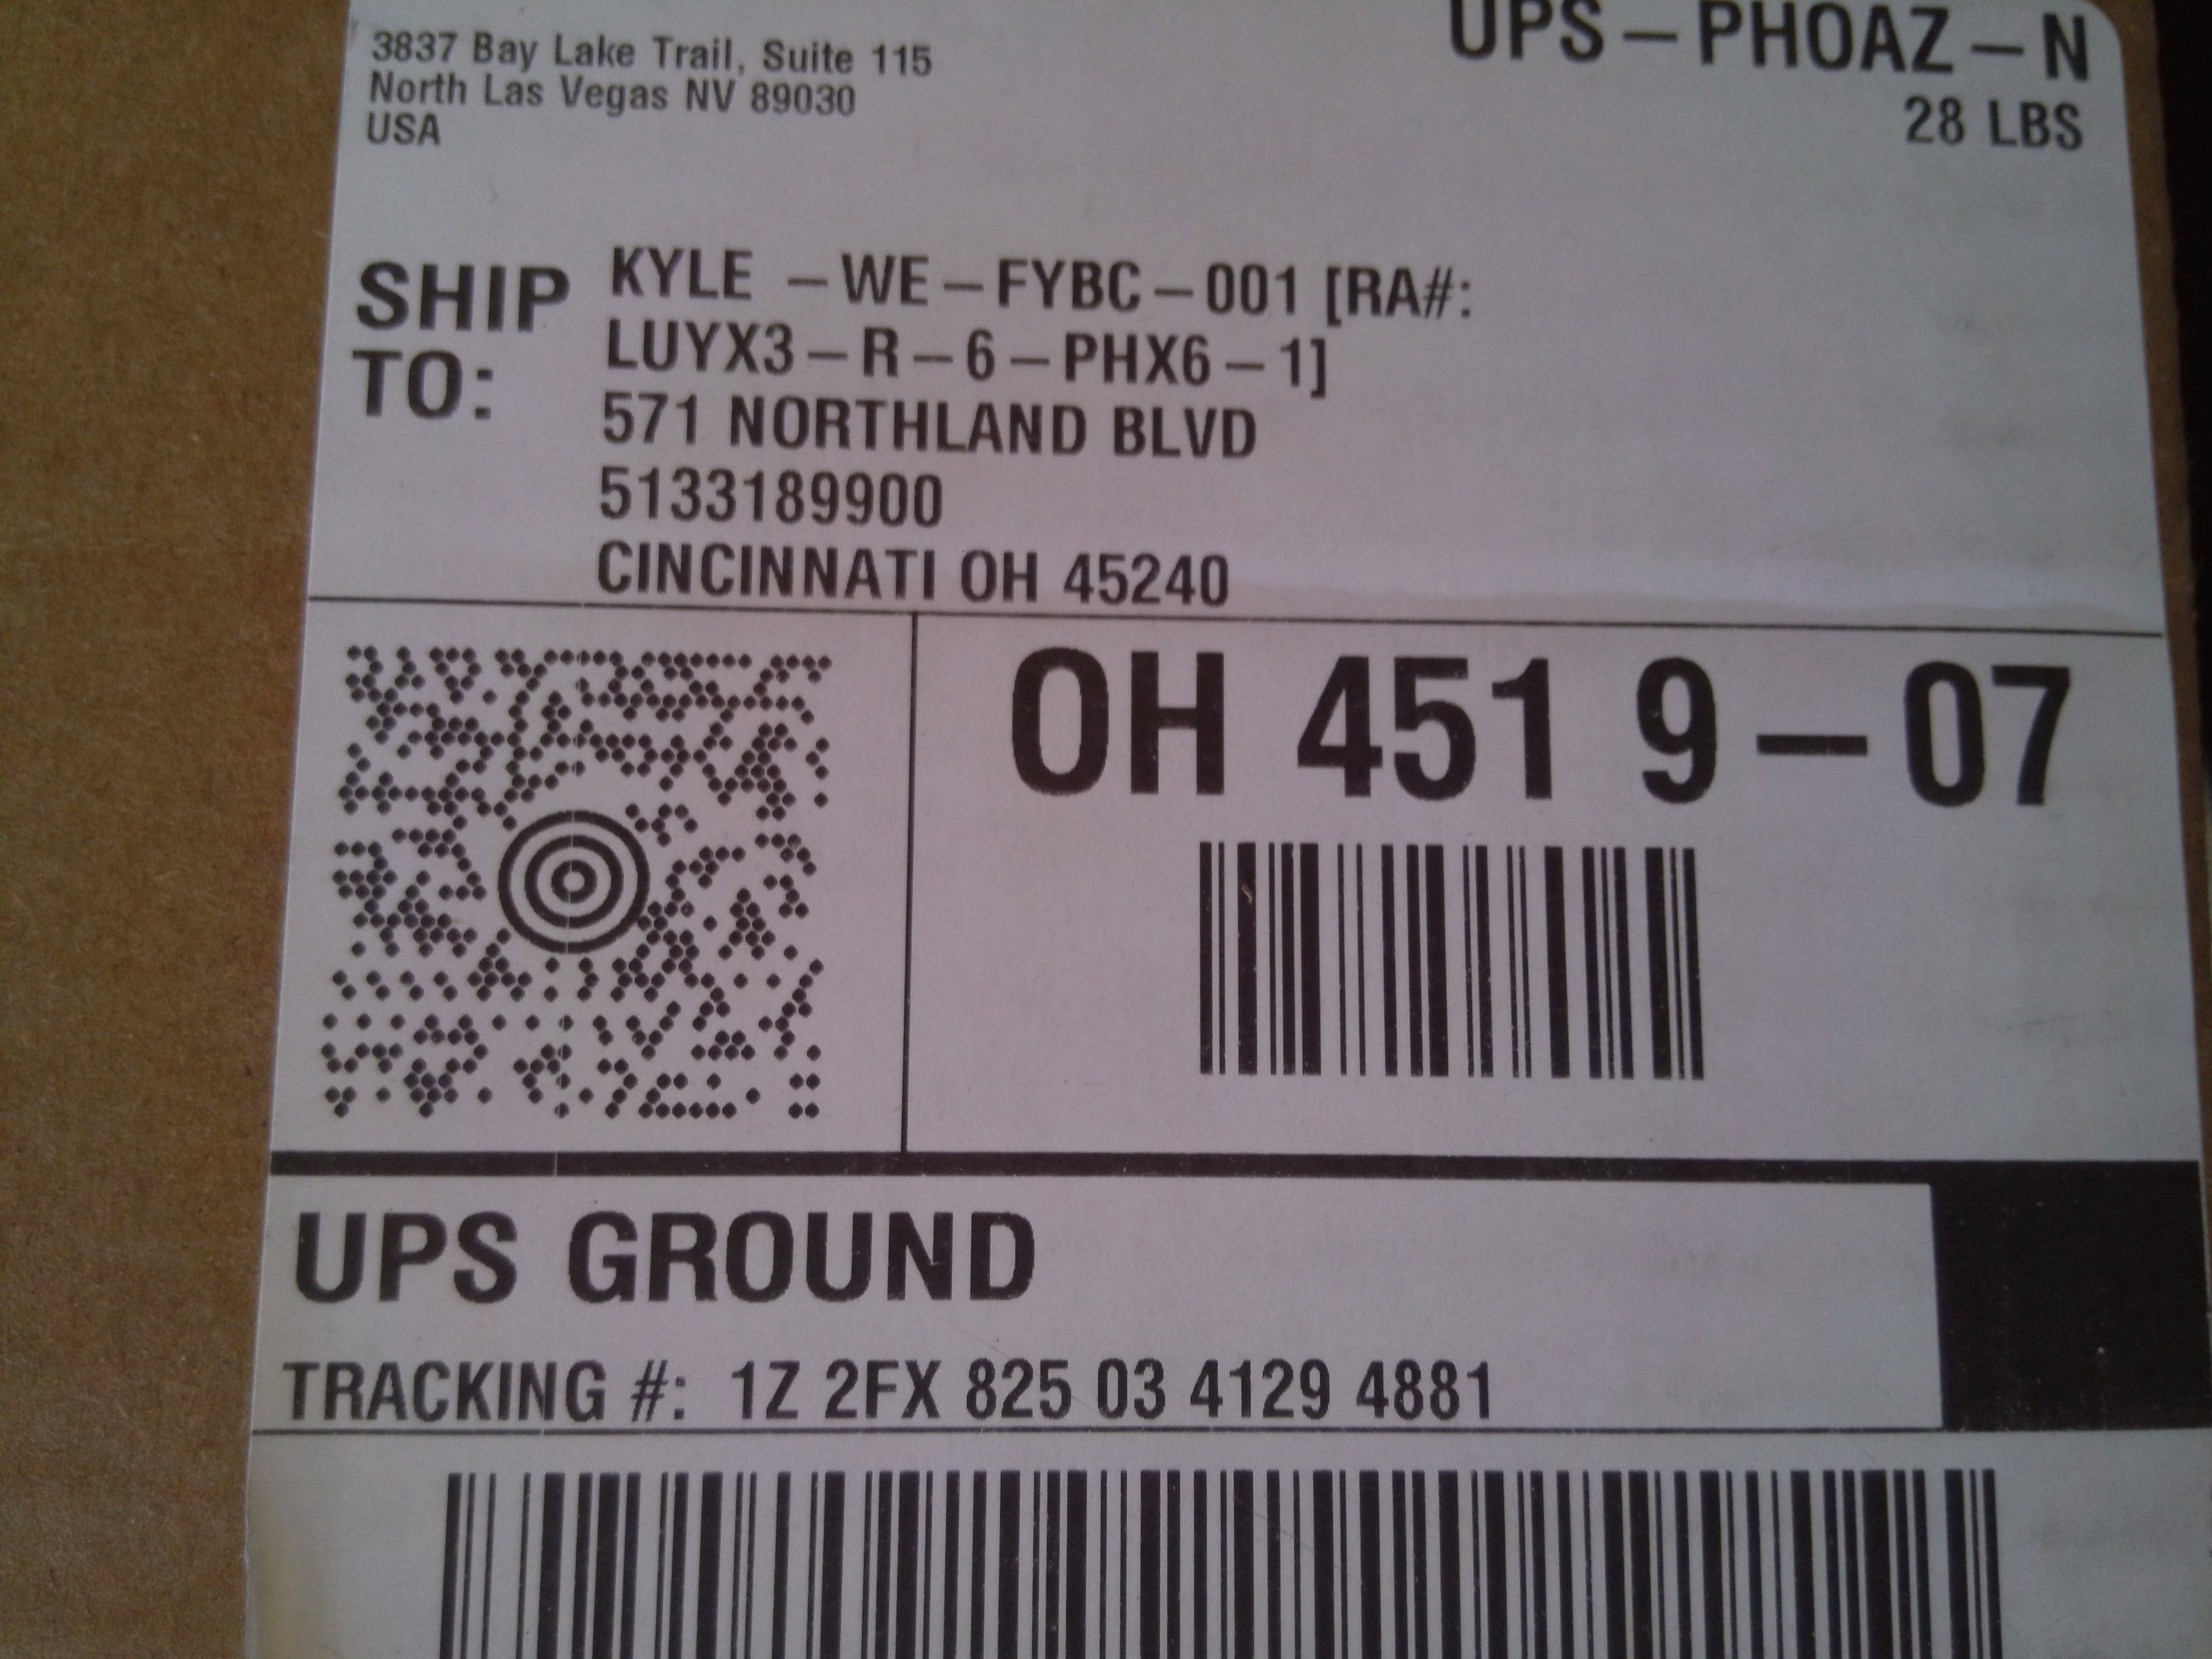 3837 Bay Lake Trail, Suite 115
North Las Vegas NV 89030
USA
UPS-PHOAZ-N
28 LBS
SHIP TO:
KYLE -WE-FYBC-001 [RA#:
LUYX3-R-6-PHX6-1]
571 NORTHLAND BLVD
5133189900
CINCINNATI OH 45240
OH 451 9-07
UPS GROUND
TRACKING #: 1Z 2FX 825 03 4129 4881